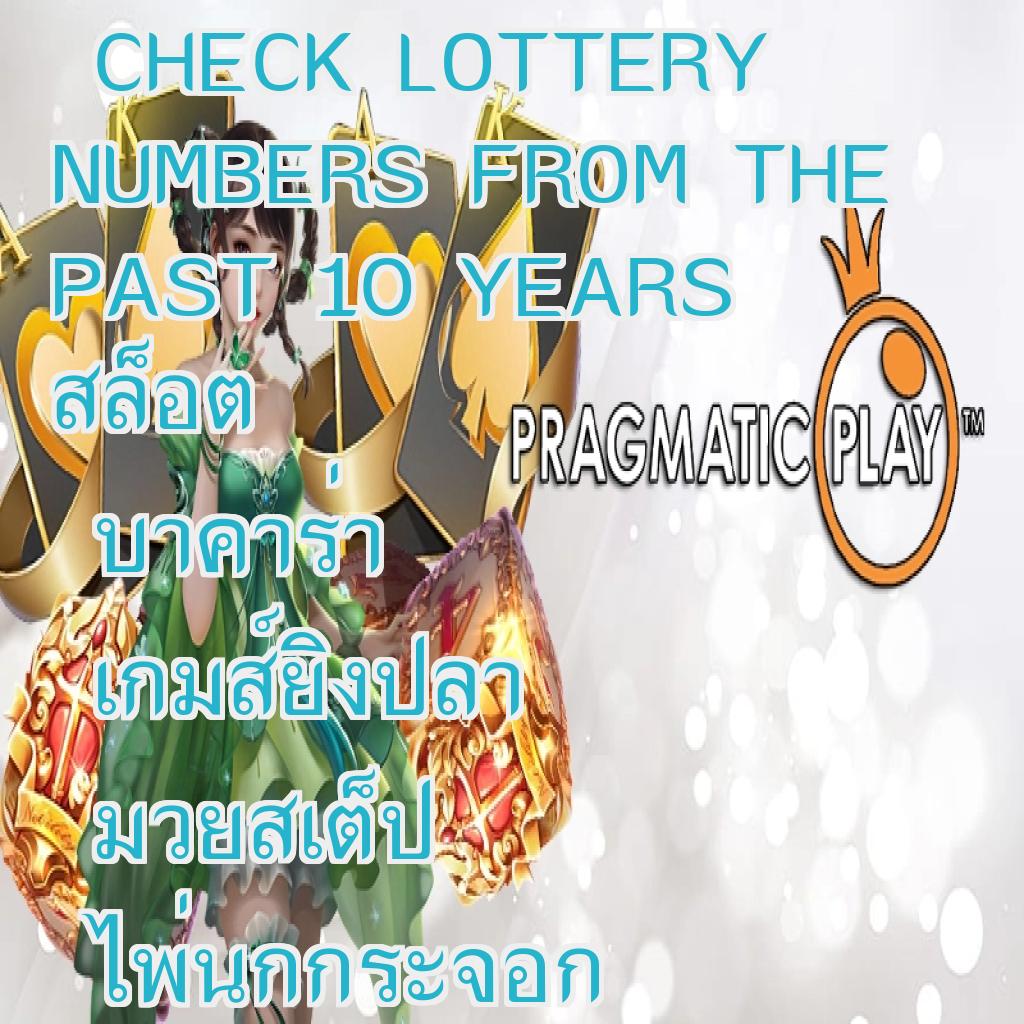 CHECK LOTTERY
NUMBERS FROM THE
PAST 10 YEARS
สล็อต
บาคาร่า
เกมส์ยิงปลา
มวยสเต็ป
ไพ่นกกระจอก
PRAGMATIC PLAY™
K
A
K
A